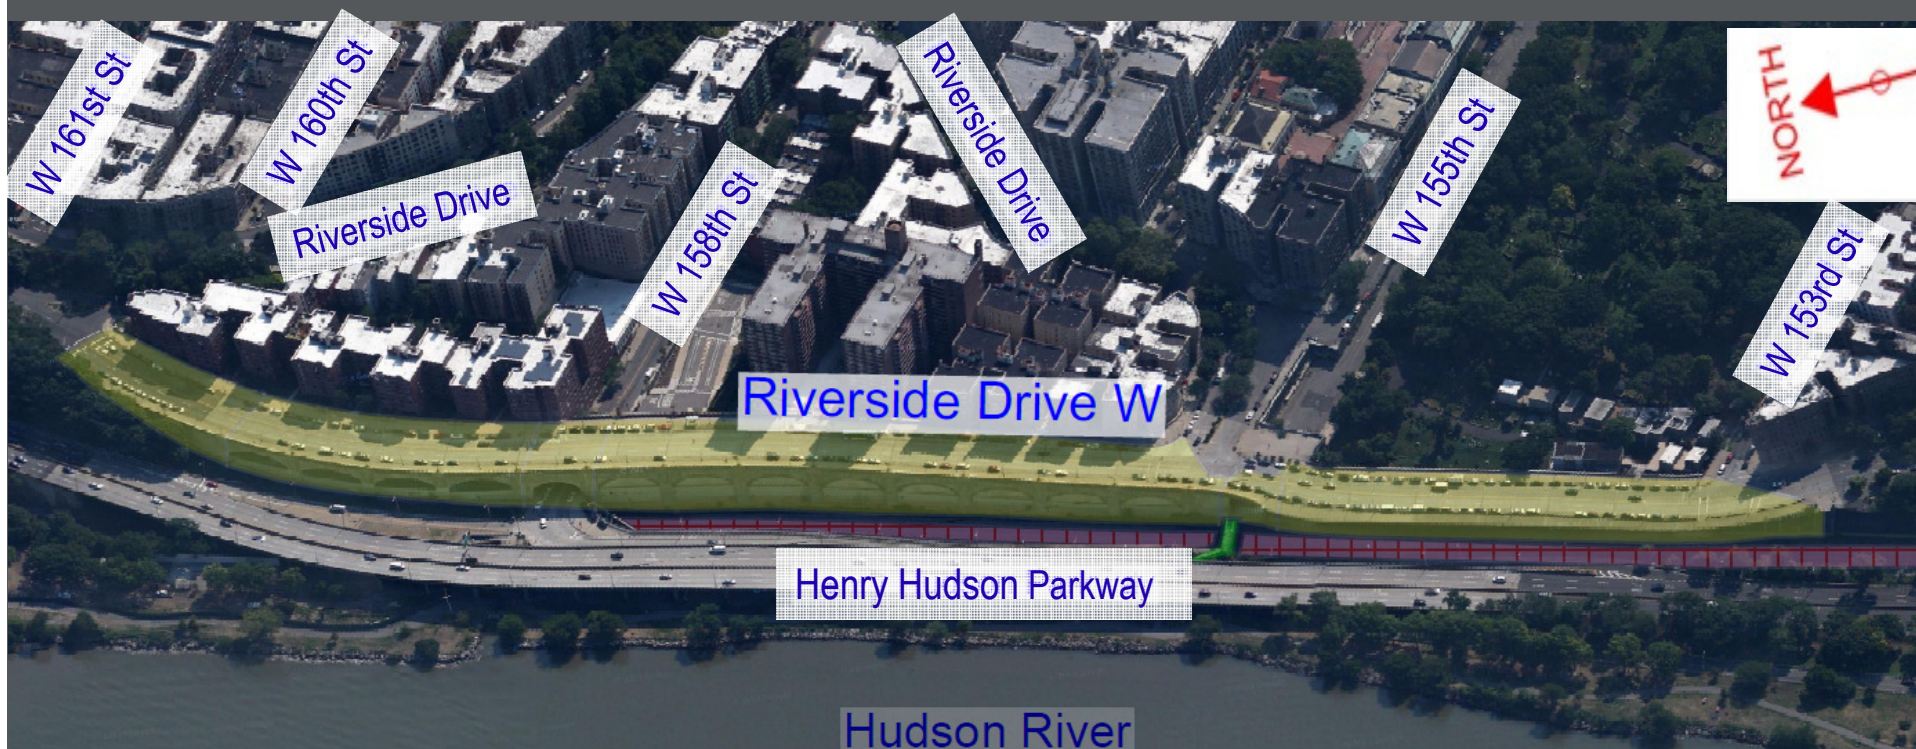 W 161st St
W 160th St
Riverside Drive
Riverside Drive
W 158th St
W 155th St
NORTH
W 153rd St
Riverside Drive W
Henry Hudson Parkway
Hudson River